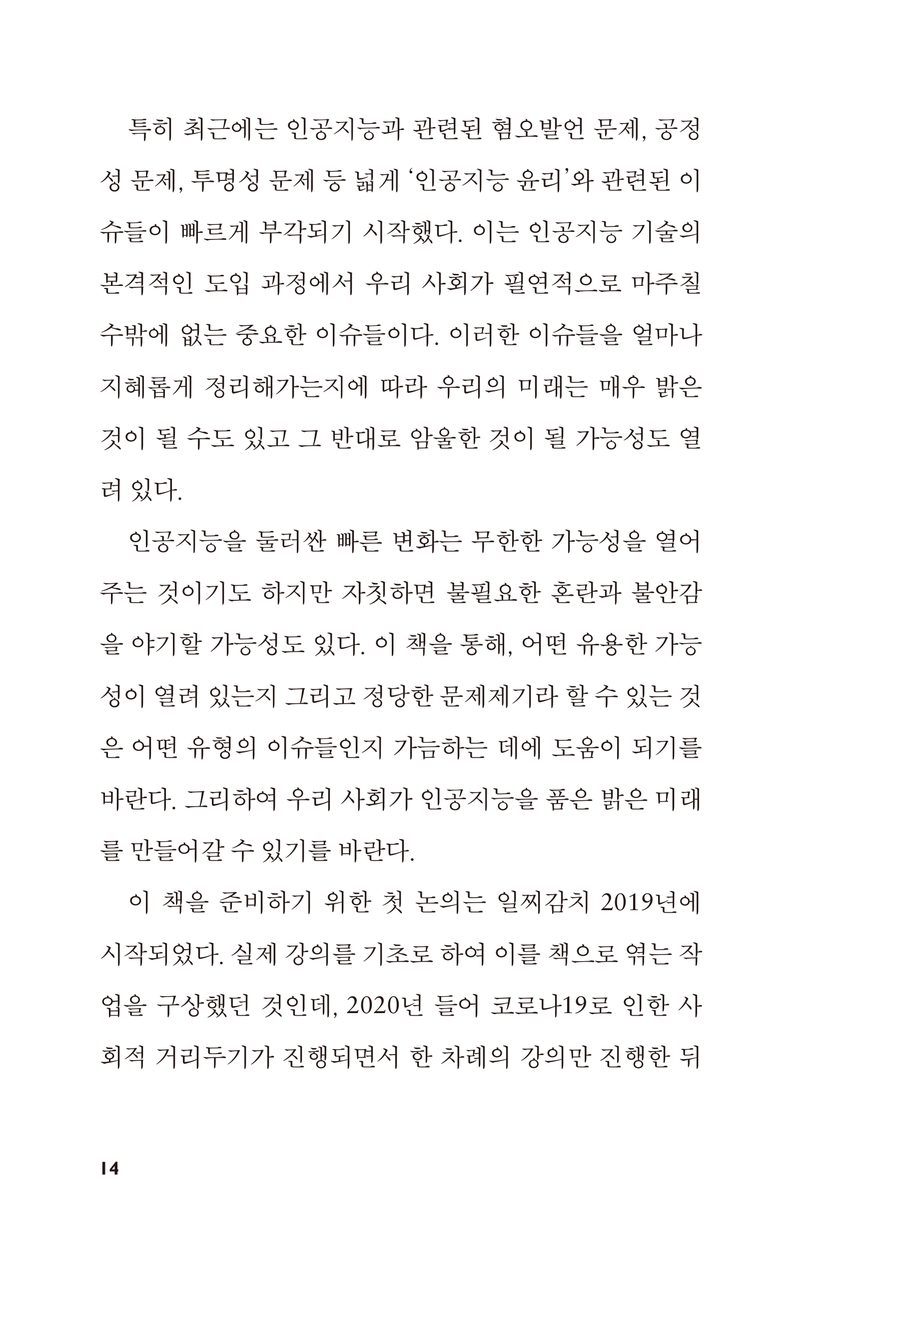 특히 최근에는 인공지능과 관련된 혐오발언 문제, 공정
성 문제, 투명성 문제 등 넓게 ‘인공지능 윤리’와 관련된 이
슈들이 빠르게 부각되기 시작했다. 이는 인공지능 기술의
본격적인 도입 과정에서 우리 사회가 필연적으로 마주칠
수밖에 없는 중요한 이슈들이다. 이러한 이슈들을 얼마나
지혜롭게 정리해가는지에 따라 우리의 미래는 매우 밝은
것이 될 수도 있고 그 반대로 암울한 것이 될 가능성도 열
려 있다.
인공지능을 둘러싼 빠른 변화는 무한한 가능성을 열어
주는 것이기도 하지만 자칫하면 불필요한 혼란과 불안감
을 야기할 가능성도 있다. 이 책을 통해, 어떤 유용한 가능
성이 열려 있는지 그리고 정당한 문제제기라 할 수 있는 것
은 어떤 유형의 이슈들인지 가늠하는 데에 도움이 되기를
바란다. 그리하여 우리 사회가 인공지능을 품은 밝은 미래
를 만들어갈 수 있기를 바란다.
이 책을 준비하기 위한 첫 논의는 일찌감치 2019년에
시작되었다. 실제 강의를 기초로 하여 이를 책으로 엮는 작
업을 구상했던 것인데, 2020년 들어 코로나19로 인한 사
회적 거리두기가 진행되면서 한 차례의 강의만 진행한 뒤
14